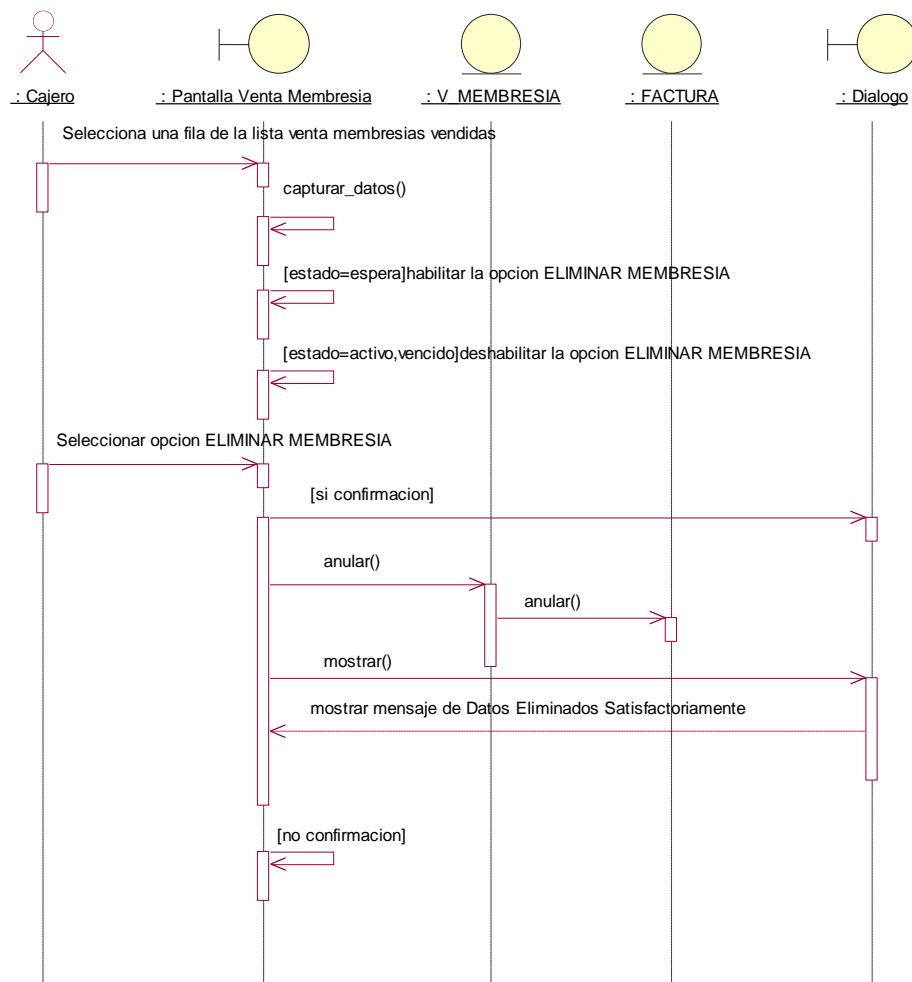 : Cajero
: Pantalla Venta Membresia
: V_MEMBRESIA
: FACTURA
: Dialogo
Selecciona una fila de la lista venta membresias vendidas
capturar_datos()
[estado=espera]habilitar la opcion ELIMINAR MEMBRESIA
[estado=activo,vencido]deshabilitar la opcion ELIMINAR MEMBRESIA
Seleccionar opcion ELIMINAR MEMBRESIA
[si confirmacion]
anular()
anular()
mostrar()
mostrar mensaje de Datos Eliminados Satisfactoriamente
[no confirmacion]